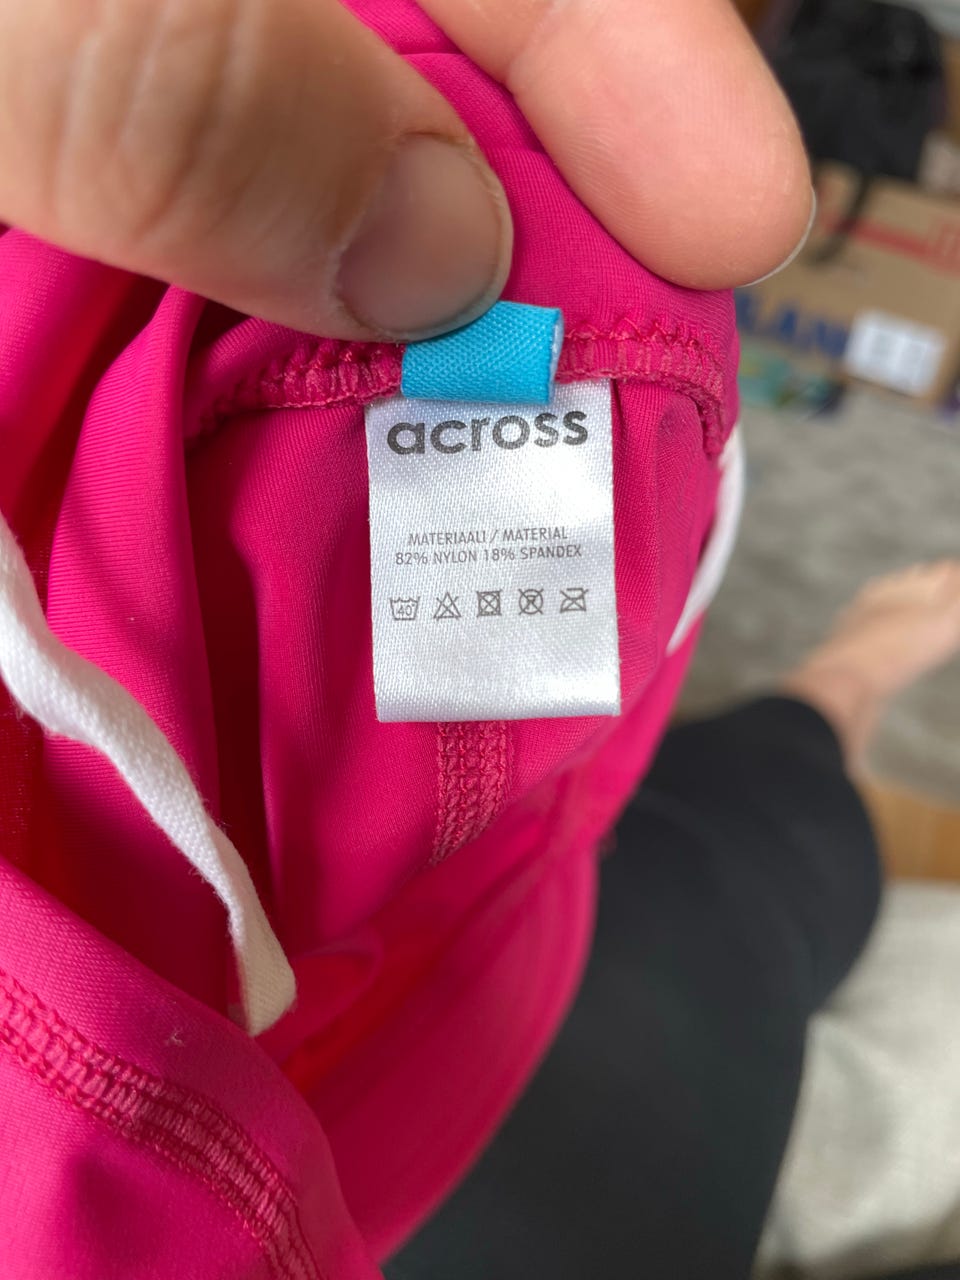 across
MATERIAALI / MATERIAL
82% NYLON 18% SPANDEX
40